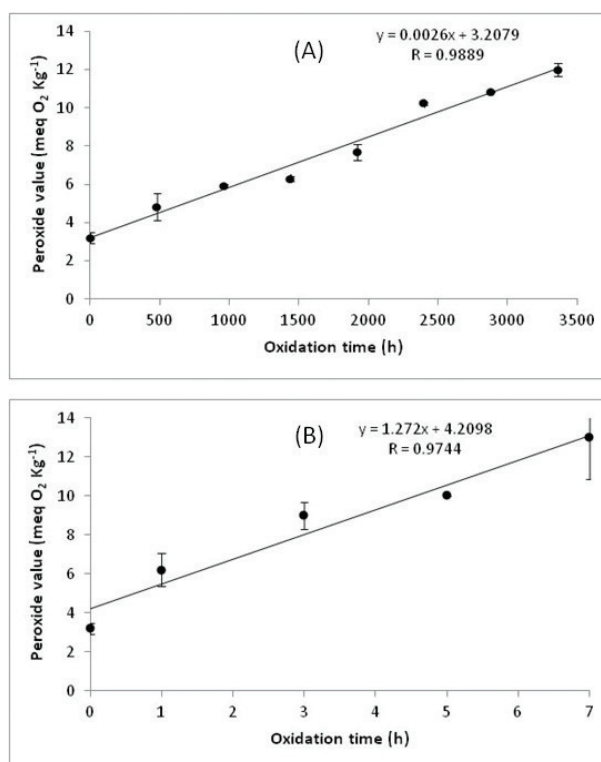 (A)
y = 0.0026x + 3.2079
R = 0.9889
Peroxide value (meq O₂ Kg⁻¹)
14
12
10
8
6
4
2
0
0 500 1000 1500 2000 2500 3000 3500
Oxidation time (h)
(B)
y = 1.272x + 4.2098
R = 0.9744
Peroxide value (meq O₂ Kg⁻¹)
14
12
10
8
6
4
2
0
0 1 2 3 4 5 6 7
Oxidation time (h)